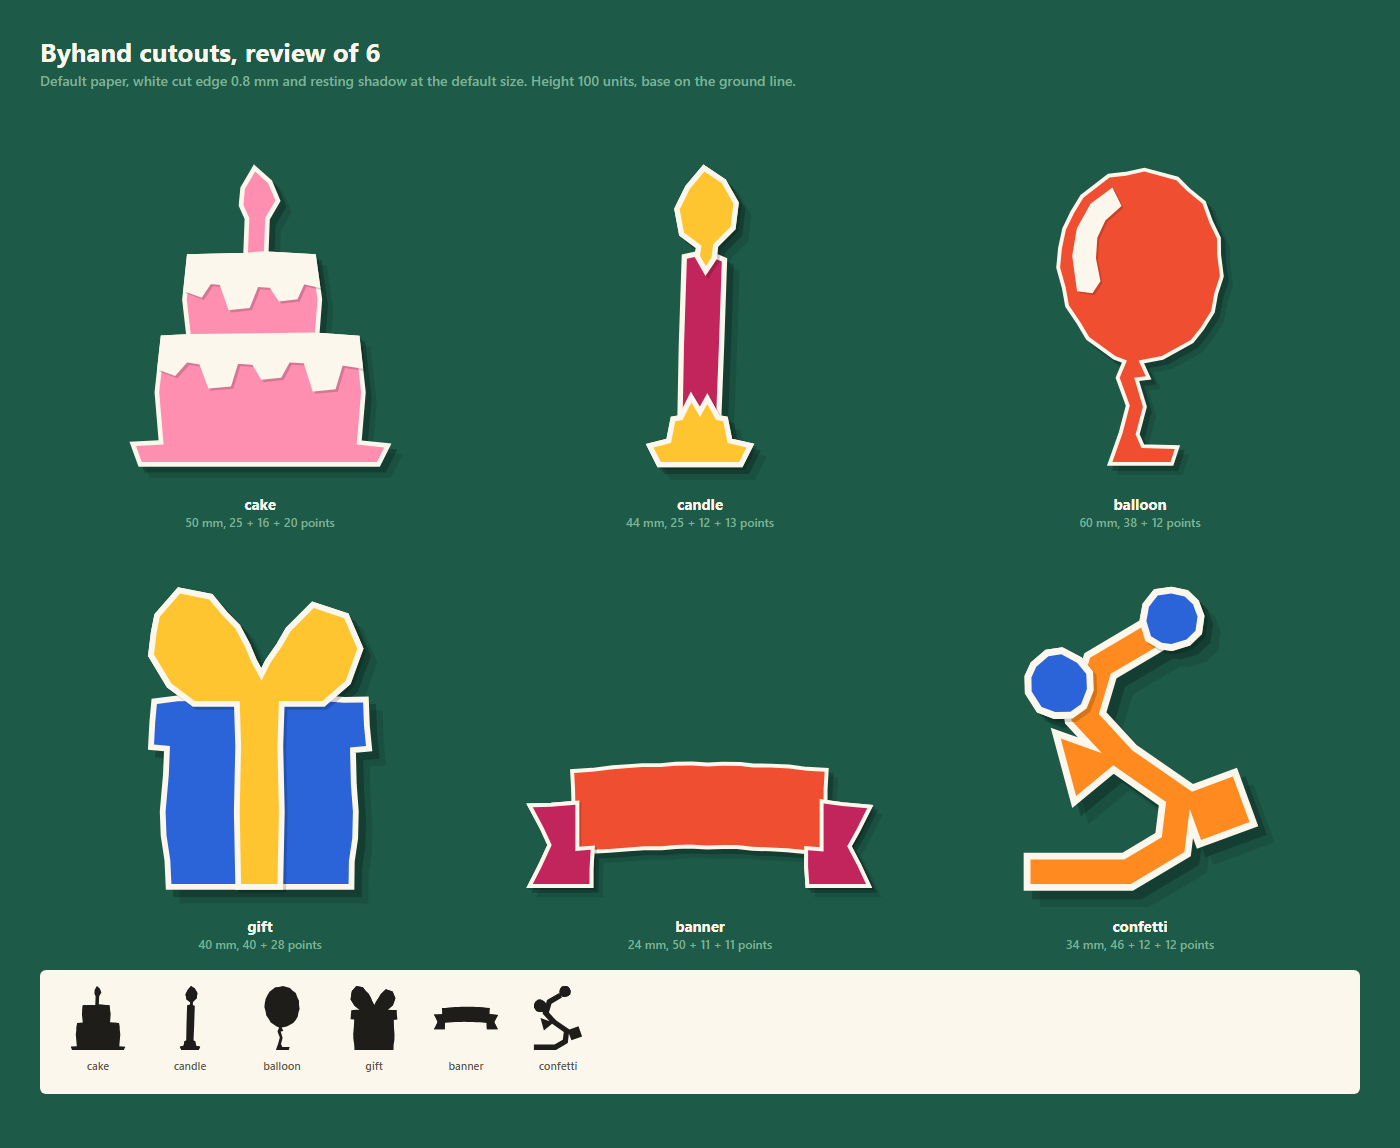 Byhand cutouts, review of 6
Default paper, white cut edge 0.8 mm and resting shadow at the default size. Height 100 units, base on the ground line.
cake
50 mm, 25 + 16 + 20 points
candle
44 mm, 25 + 12 + 13 points
balloon
60 mm, 38 + 12 points
gift
40 mm, 40 + 28 points
banner
24 mm, 50 + 11 + 11 points
confetti
34 mm, 46 + 12 + 12 points
cake
candle
balloon
gift
banner
confetti